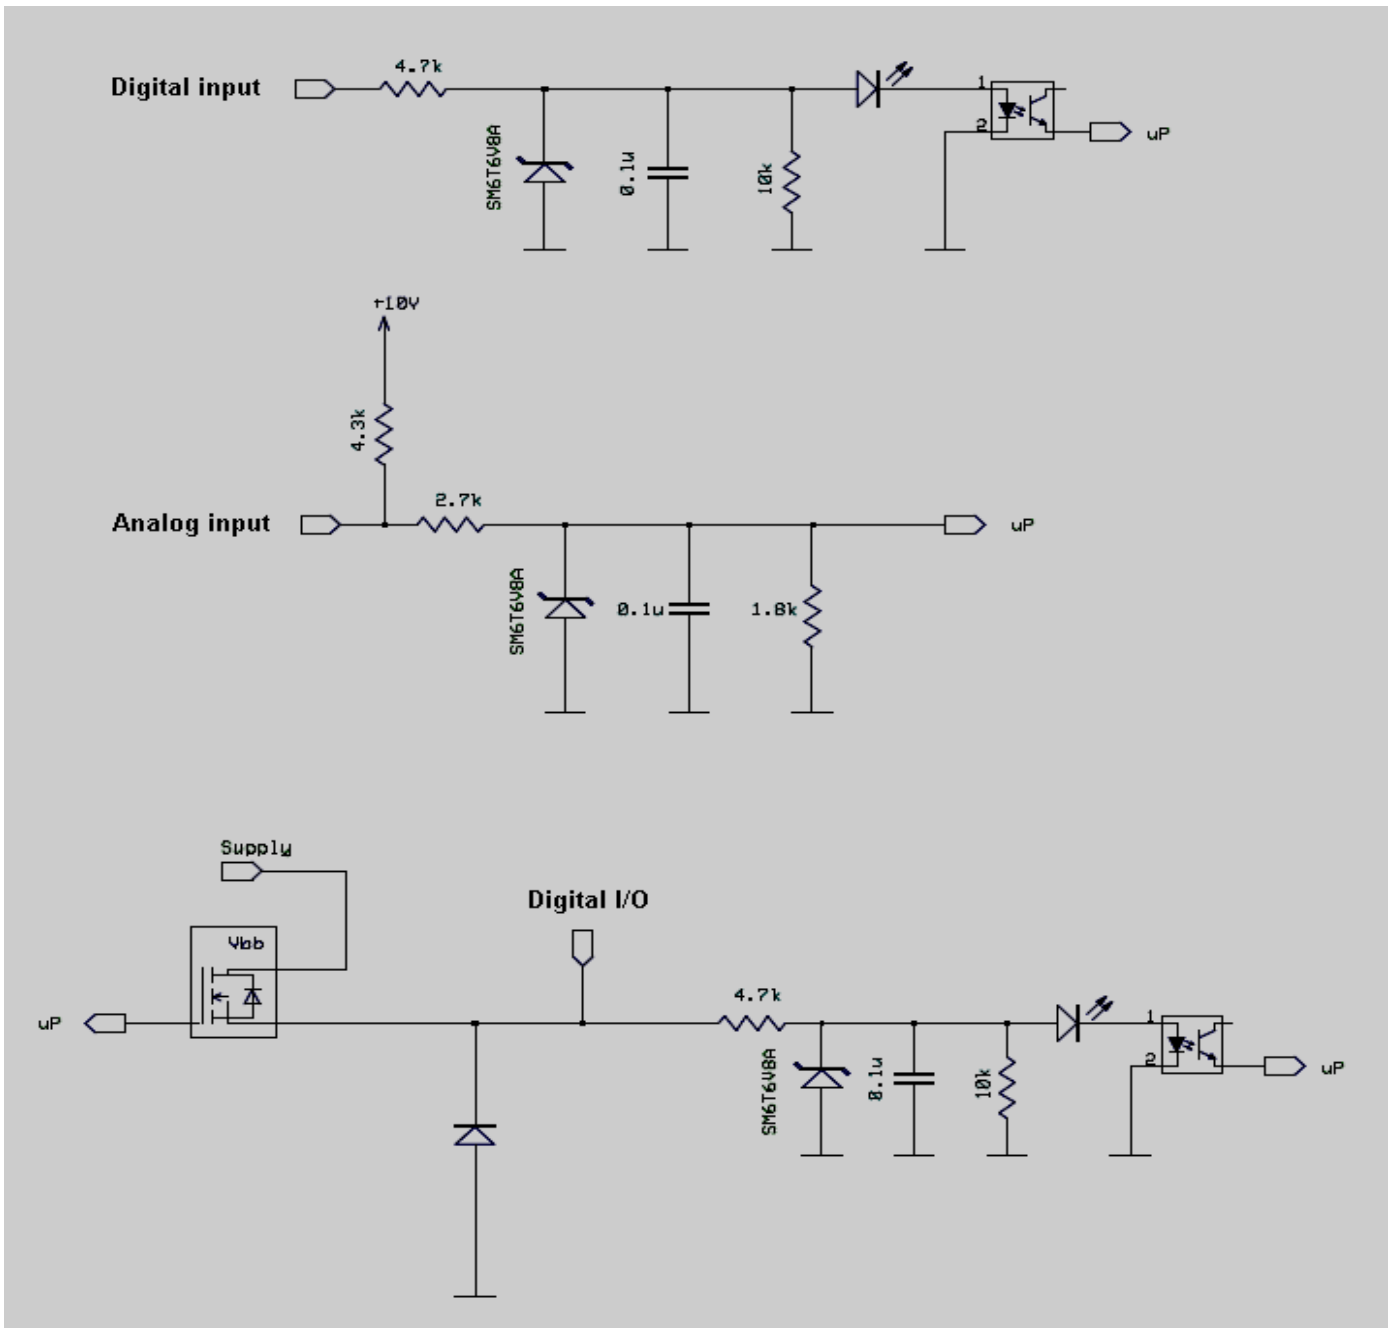 4.7k
Digital input
1
2
uP
SM6T6V8A
0.1u
10k
+10V
4.3k
2.7k
Analog input
uP
SM6T6V8A
0.1u
1.8k
Supply
Digital I/O
Vbb
4.7k
uP
1
2
uP
SM6T6V8A
0.1u
10k